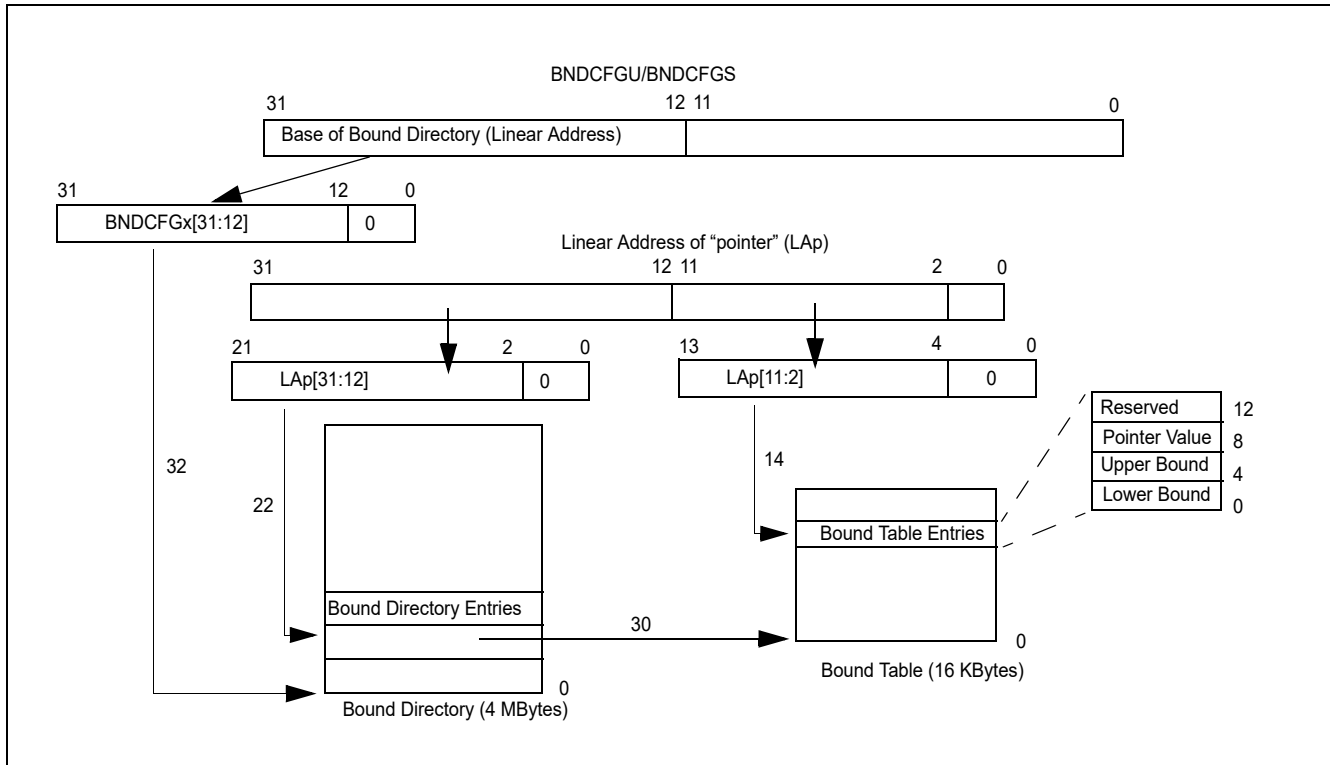 BNDCFGU/BNDCFGS
31 12 11 0
Base of Bound Directory (Linear Address)
31 12 0
BNDCFGx[31:12] 0
Linear Address of “pointer” (LAp)
31 12 11 2 0
21 2 0
LAp[31:12] 0
13 4 0
LAp[11:2] 0
Reserved 12
Pointer Value 8
Upper Bound 4
Lower Bound 0
32
22
14
Bound Table Entries
Bound Directory Entries
30
0
Bound Table (16 KBytes)
0
Bound Directory (4 MBytes)